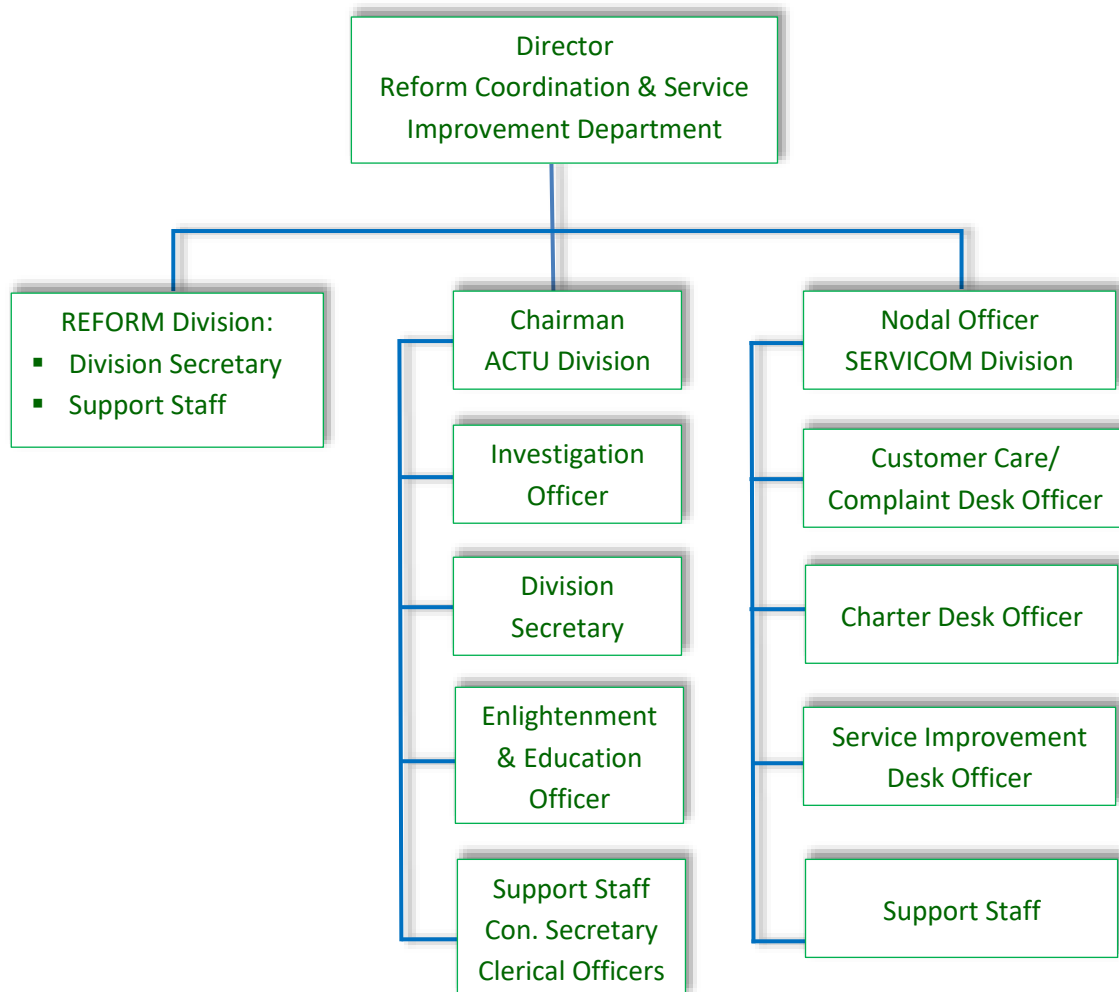 Director
Reform Coordination & Service
Improvement Department
REFORM Division:
▪ Division Secretary
▪ Support Staff
Chairman
ACTU Division
Investigation
Officer
Division
Secretary
Enlightenment
& Education
Officer
Support Staff
Con. Secretary
Clerical Officers
Nodal Officer
SERVICOM Division
Customer Care/
Complaint Desk Officer
Charter Desk Officer
Service Improvement
Desk Officer
Support Staff